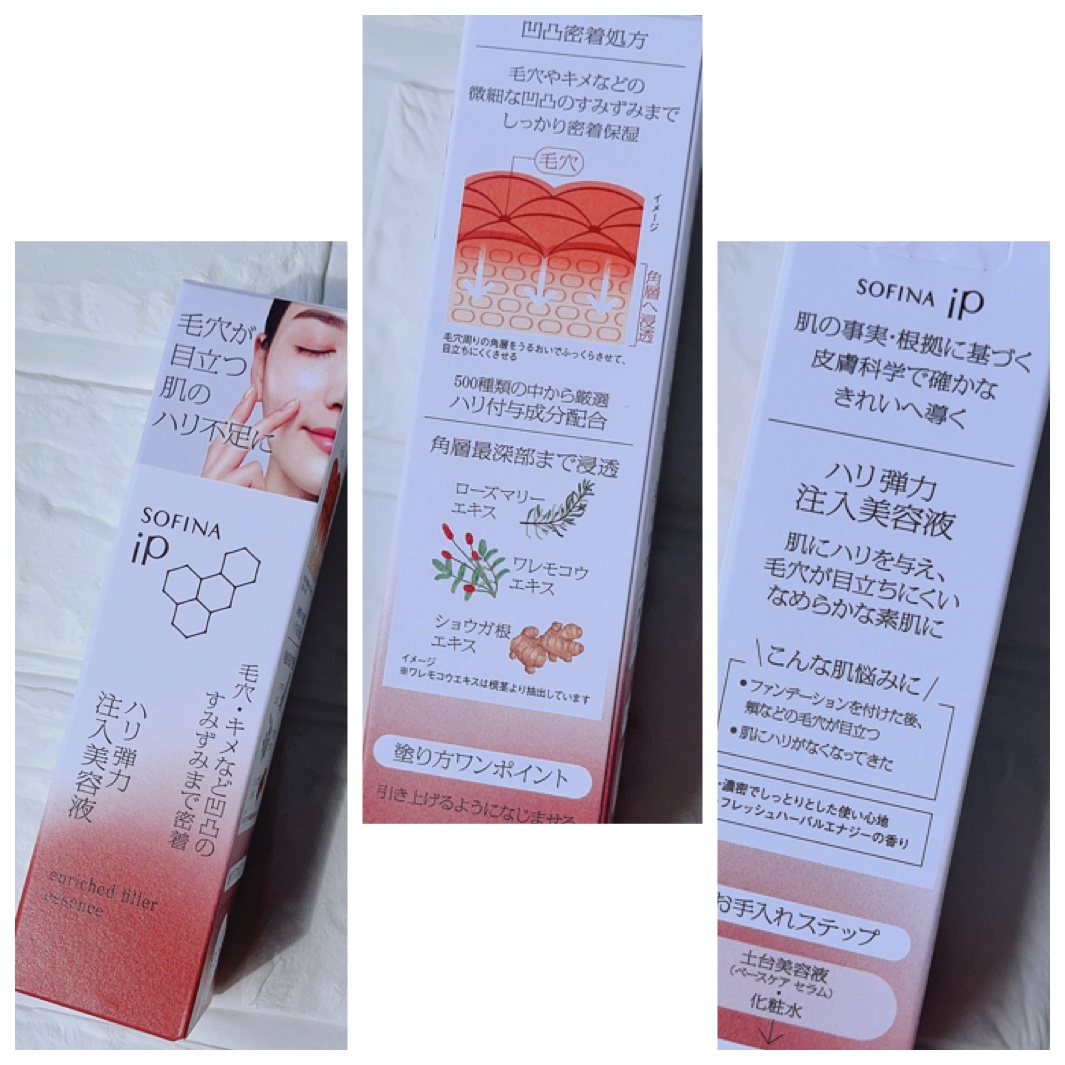 毛穴が
目立つ
肌の
ハリ不足に
SOFINA
iP
毛穴・キメなど凹凸の
すみずみまで密着
ハリ弾力
注入美容液
enriched filler
essence
凹凸密着処方
毛穴やキメなどの
微細な凹凸のすみずみまで
しっかり密着保湿
毛穴
イメージ
角層へ浸透
毛穴周りの角層をうるおいでふっくらさせて、
目立ちにくくさせる
500種類の中から厳選
ハリ付与成分配合
角層最深部まで浸透
ローズマリー
エキス
ワレモコウ
エキス
ショウガ根
エキス
イメージ
※ワレモコウエキスは根茎より抽出しています
塗り方ワンポイント
引き上げるようになじませる
SOFINA iP
肌の事実・根拠に基づく
皮膚科学で確かな
きれいへ導く
ハリ弾力
注入美容液
肌にハリを与え、
毛穴が目立ちにくい
なめらかな素肌に
\こんな肌悩みに/
●ファンデーションを付けた後、
頬などの毛穴が目立つ
●肌にハリがなくなってきた
・濃密でしっとりとした使い心地
・フレッシュハーバルエナジーの香り
お手入れステップ
土台美容液
(ベースケア セラム)
・
化粧水